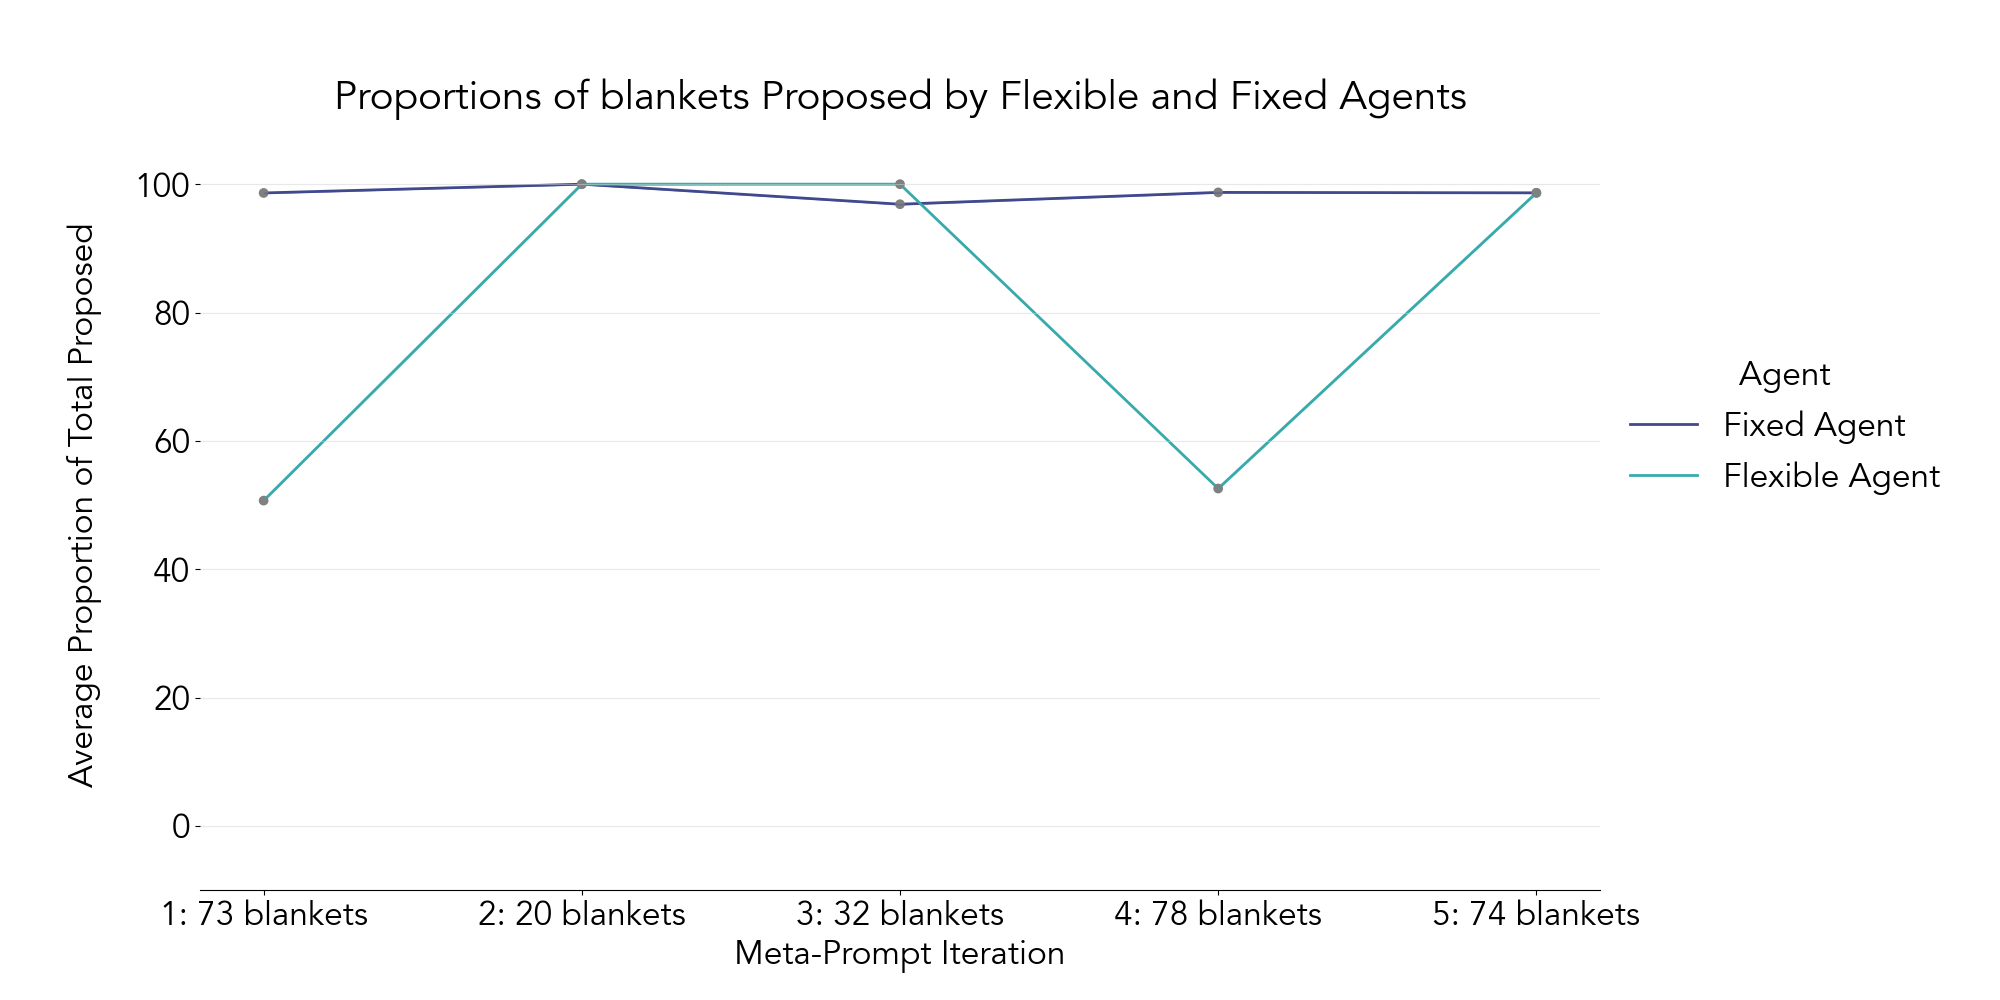 Proportions of blankets Proposed by Flexible and Fixed Agents
Average Proportion of Total Proposed
100
80
60
40
20
0
1: 73 blankets
2: 20 blankets
3: 32 blankets
4: 78 blankets
5: 74 blankets
Meta-Prompt Iteration
Agent
Fixed Agent
Flexible Agent